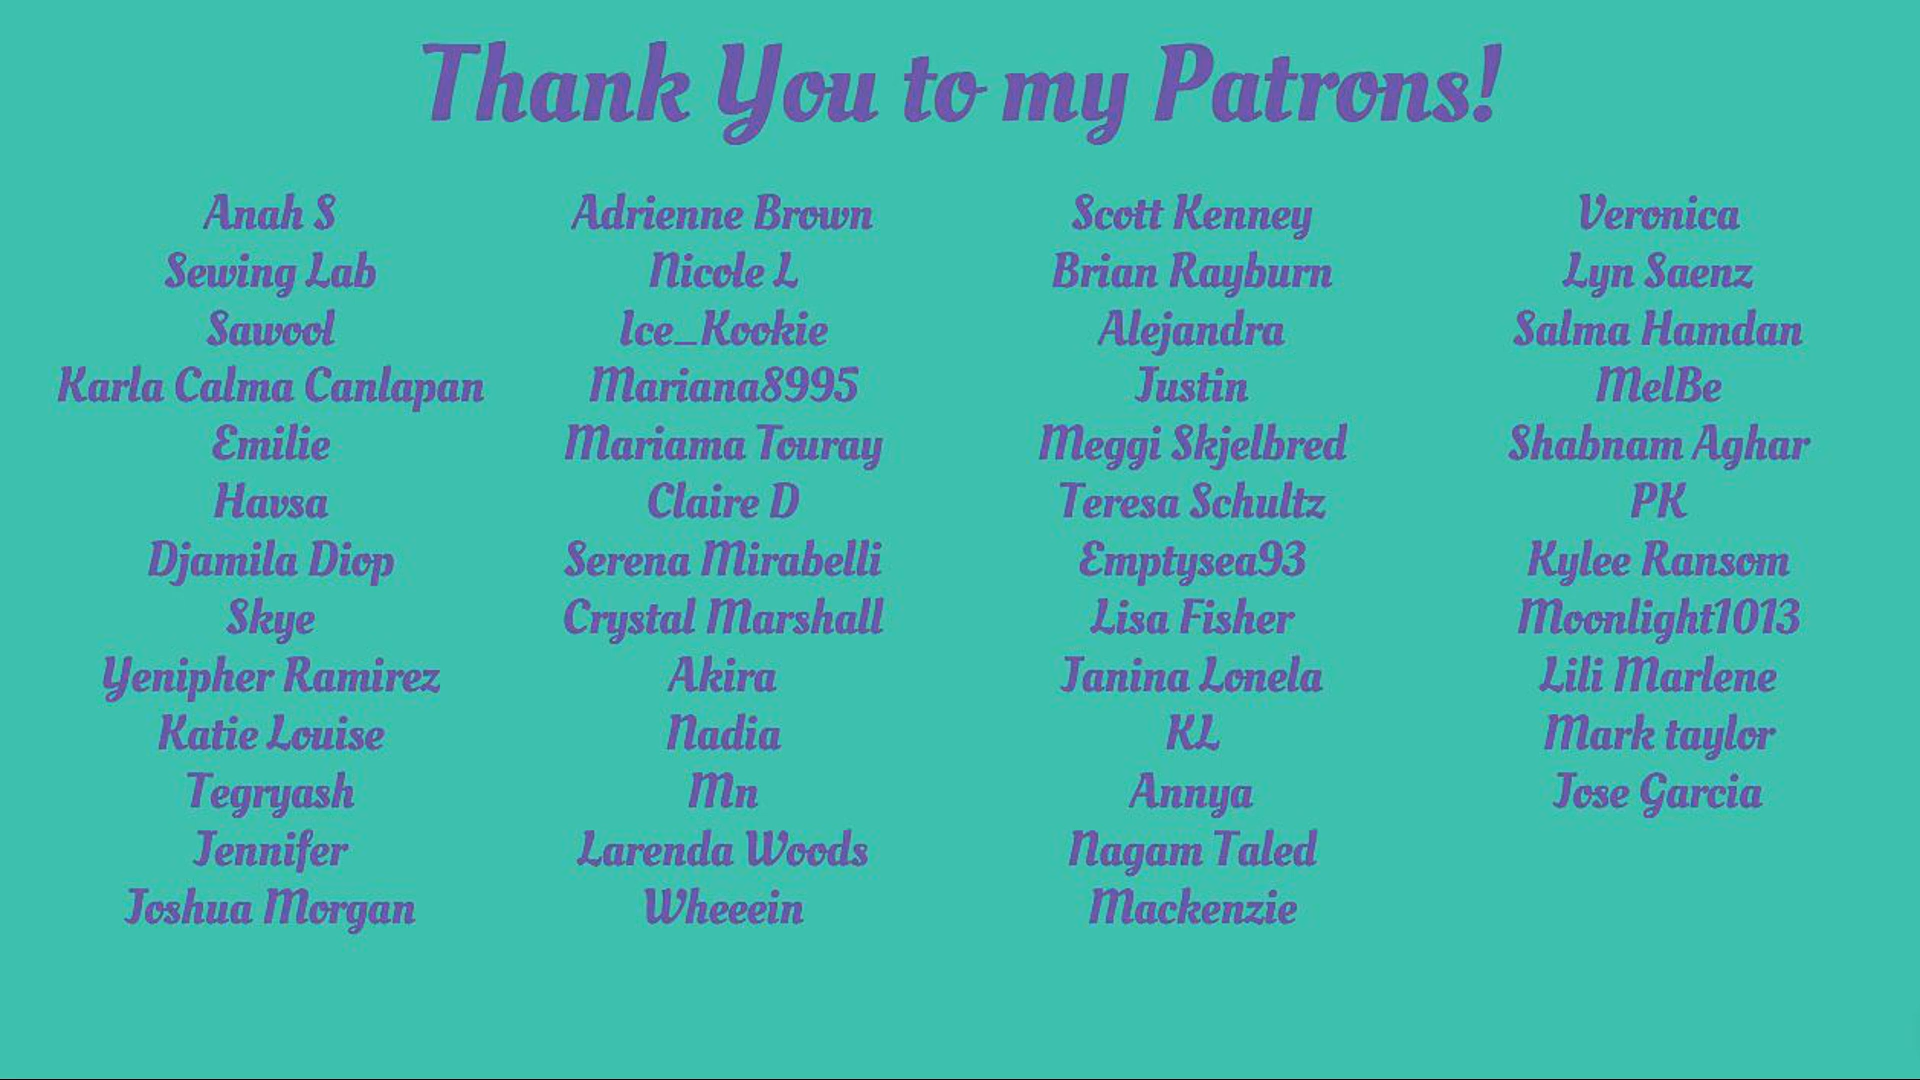 Thank You to my Patrons!
Anah S
Sewing Lab
Sawool
Karla Calma Canlapan
Emilie
Havsa
Djamila Diop
Skye
Yenipher Ramirez
Katie Louise
Tegryash
Jennifer
Joshua Morgan
Adrienne Brown
Nicole L
Ice_Kookie
Mariana8995
Mariama Touray
Claire D
Serena Mirabelli
Crystal Marshall
Akira
Nadia
Mn
Larenda Woods
Wheeein
Scott Kenney
Brian Rayburn
Alejandra
Justin
Meggi Skjelbred
Teresa Schultz
Emptysea93
Lisa Fisher
Janina Lonela
KL
Annya
Nagam Taled
Mackenzie
Veronica
Lyn Saenz
Salma Hamdan
MelBe
Shabnam Aghar
PK
Kylee Ransom
Moonlight1013
Lili Marlene
Mark taylor
Jose Garcia